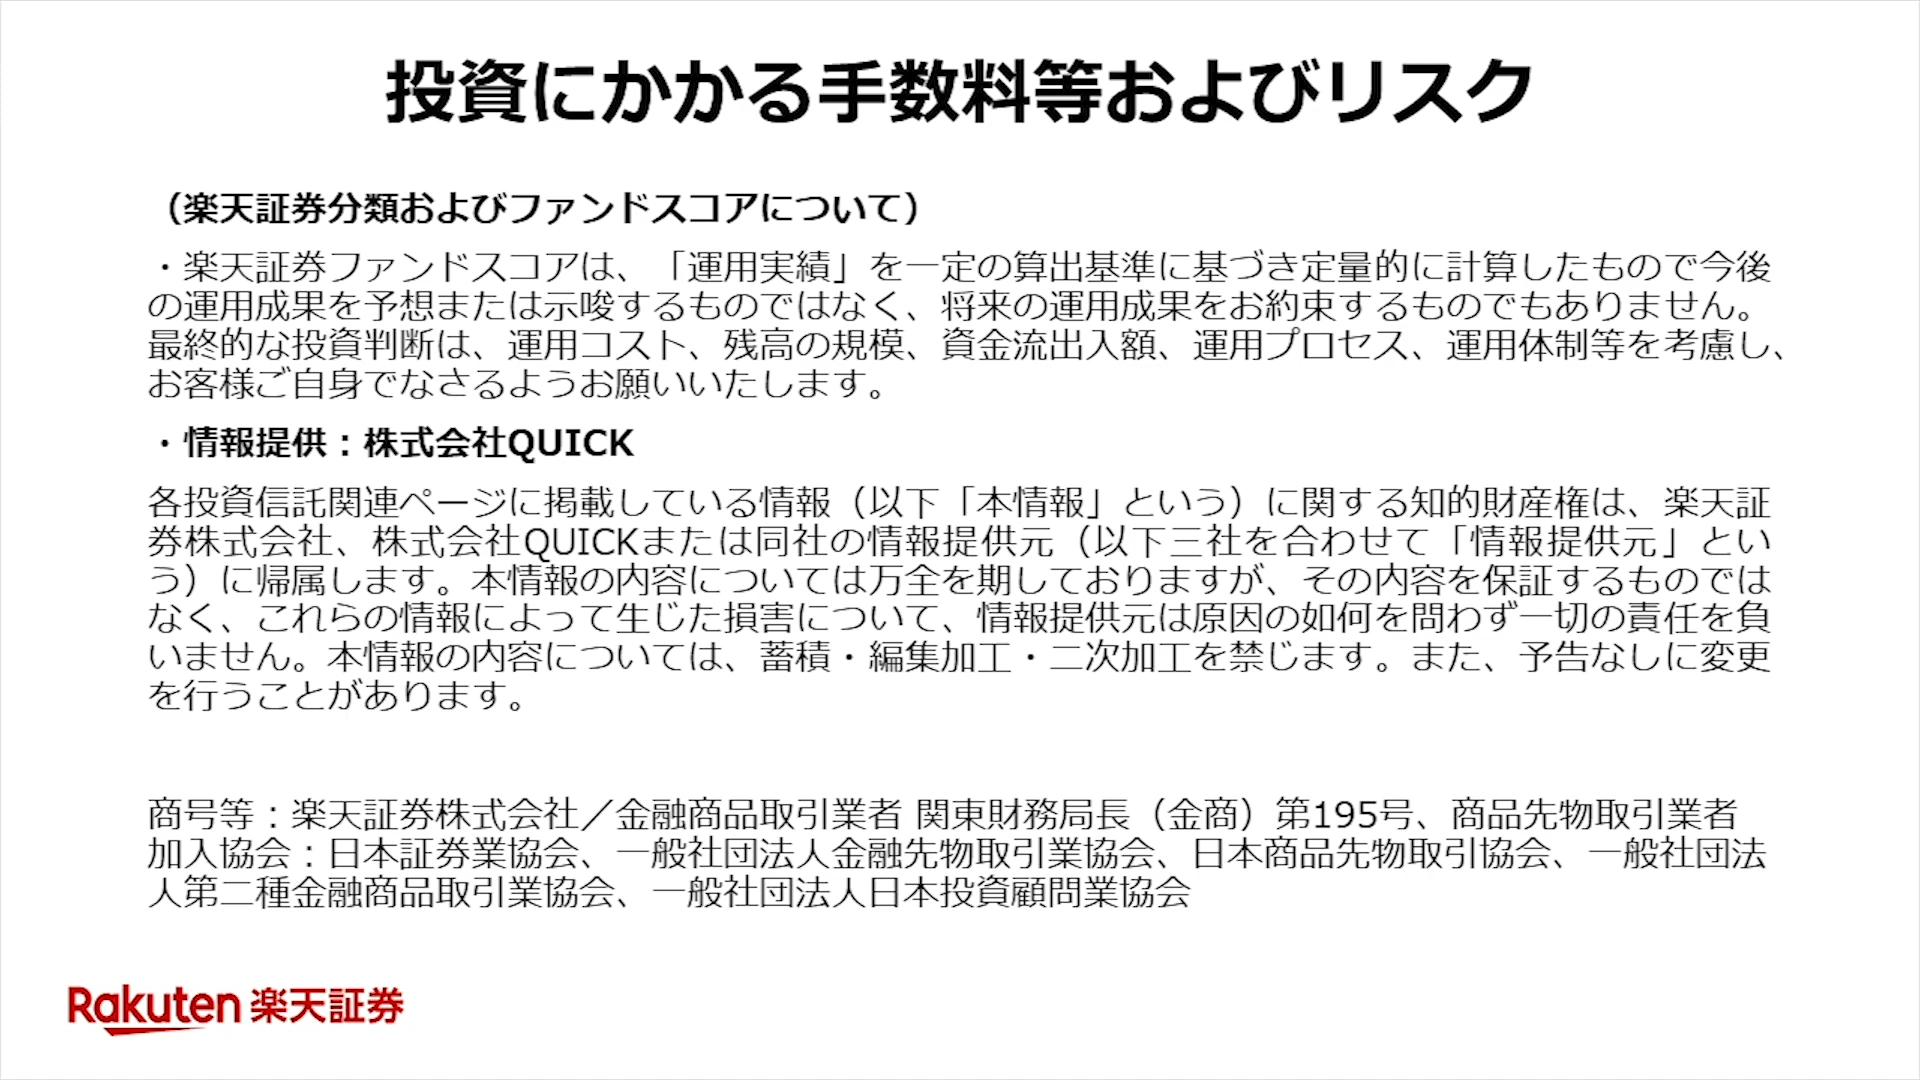 投資にかかる手数料等およびリスク
（楽天証券分類およびファンドスコアについて）
・楽天証券ファンドスコアは、「運用実績」を一定の算出基準に基づき定量的に計算したもので今後
の運用成果を予想または示唆するものではなく、将来の運用成果をお約束するものでもありません。
最終的な投資判断は、運用コスト、残高の規模、資金流出入額、運用プロセス、運用体制等を考慮し、
お客様ご自身でなさるようお願いいたします。
・情報提供：株式会社QUICK
各投資信託関連ページに掲載している情報（以下「本情報」という）に関する知的財産権は、楽天証
券株式会社、株式会社QUICKまたは同社の情報提供元（以下三社を合わせて「情報提供元」とい
う）に帰属します。本情報の内容については万全を期しておりますが、その内容を保証するものでは
なく、これらの情報によって生じた損害について、情報提供元は原因の如何を問わず一切の責任を負
いません。本情報の内容については、蓄積・編集加工・二次加工を禁じます。また、予告なしに変更
を行うことがあります。
商号等：楽天証券株式会社／金融商品取引業者 関東財務局長（金商）第195号、商品先物取引業者
加入協会：日本証券業協会、一般社団法人金融先物取引業協会、日本商品先物取引協会、一般社団法
人第二種金融商品取引業協会、一般社団法人日本投資顧問業協会
Rakuten 楽天証券